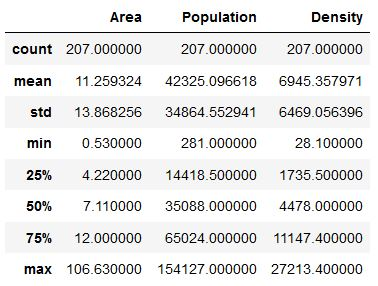 Area Population Density
count 207.000000 207.000000 207.000000
mean 11.259324 42325.096618 6945.357971
std 13.868256 34864.552941 6469.056396
min 0.530000 281.000000 28.100000
25% 4.220000 14418.500000 1735.500000
50% 7.110000 35088.000000 4478.000000
75% 12.000000 65024.000000 11147.400000
max 106.630000 154127.000000 27213.400000